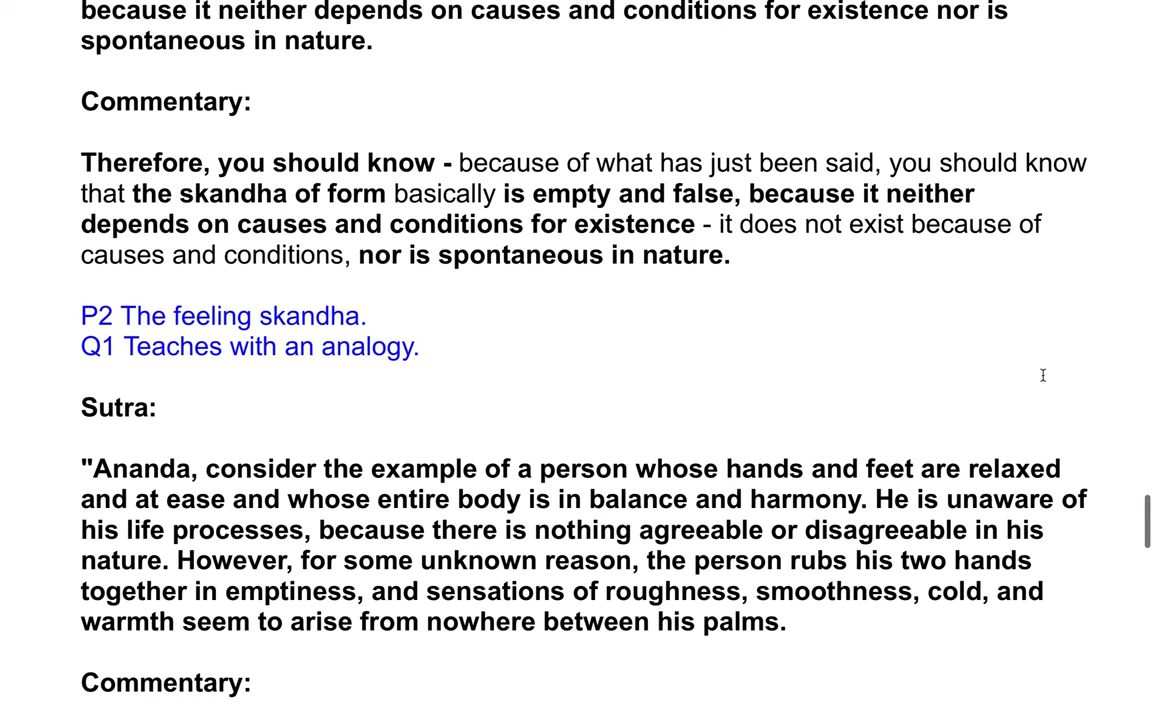 because it neither depends on causes and conditions for existence nor is
spontaneous in nature.
Commentary:
Therefore, you should know - because of what has just been said, you should know
that the skandha of form basically is empty and false, because it neither
depends on causes and conditions for existence - it does not exist because of
causes and conditions, nor is spontaneous in nature.
P2 The feeling skandha.
Q1 Teaches with an analogy.
Sutra:
"Ananda, consider the example of a person whose hands and feet are relaxed
and at ease and whose entire body is in balance and harmony. He is unaware of
his life processes, because there is nothing agreeable or disagreeable in his
nature. However, for some unknown reason, the person rubs his two hands
together in emptiness, and sensations of roughness, smoothness, cold, and
warmth seem to arise from nowhere between his palms.
Commentary: